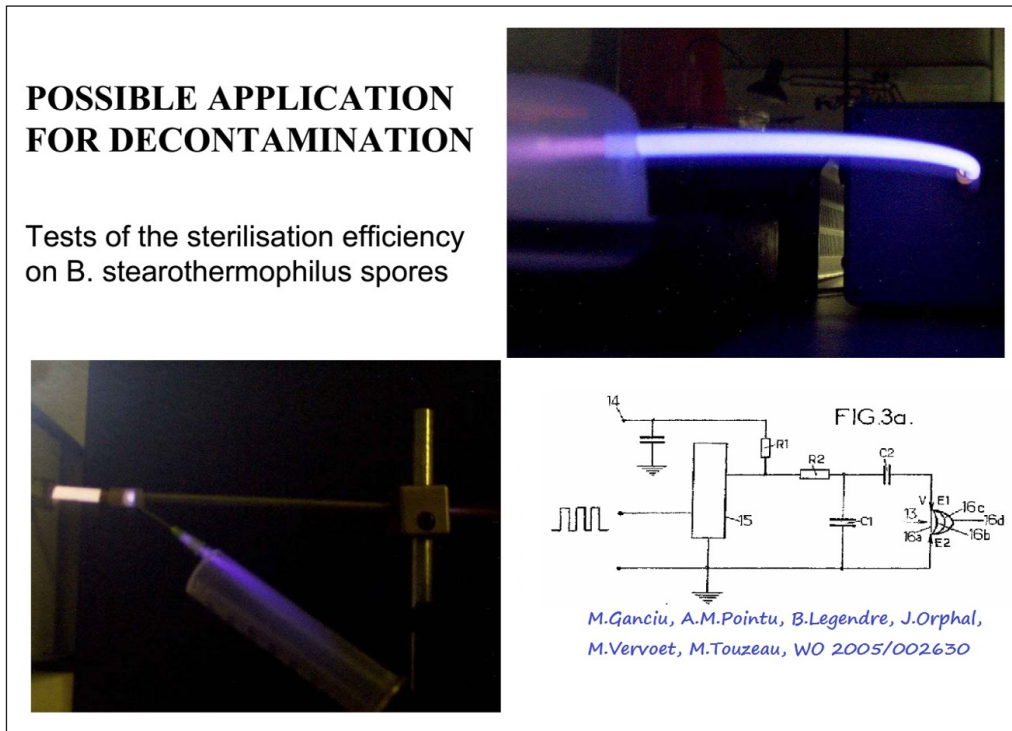 POSSIBLE APPLICATION
FOR DECONTAMINATION
Tests of the sterilisation efficiency
on B. stearothermophilus spores
14
FIG.3a.
R1
R2
C2
15
C1
V
E1
13
16c
16d
16a
E2
16b
M.Ganciu, A.M.Pointu, B.Legendre, J.Orphal,
M.Vervoet, M.Touzeau, WO 2005/002630